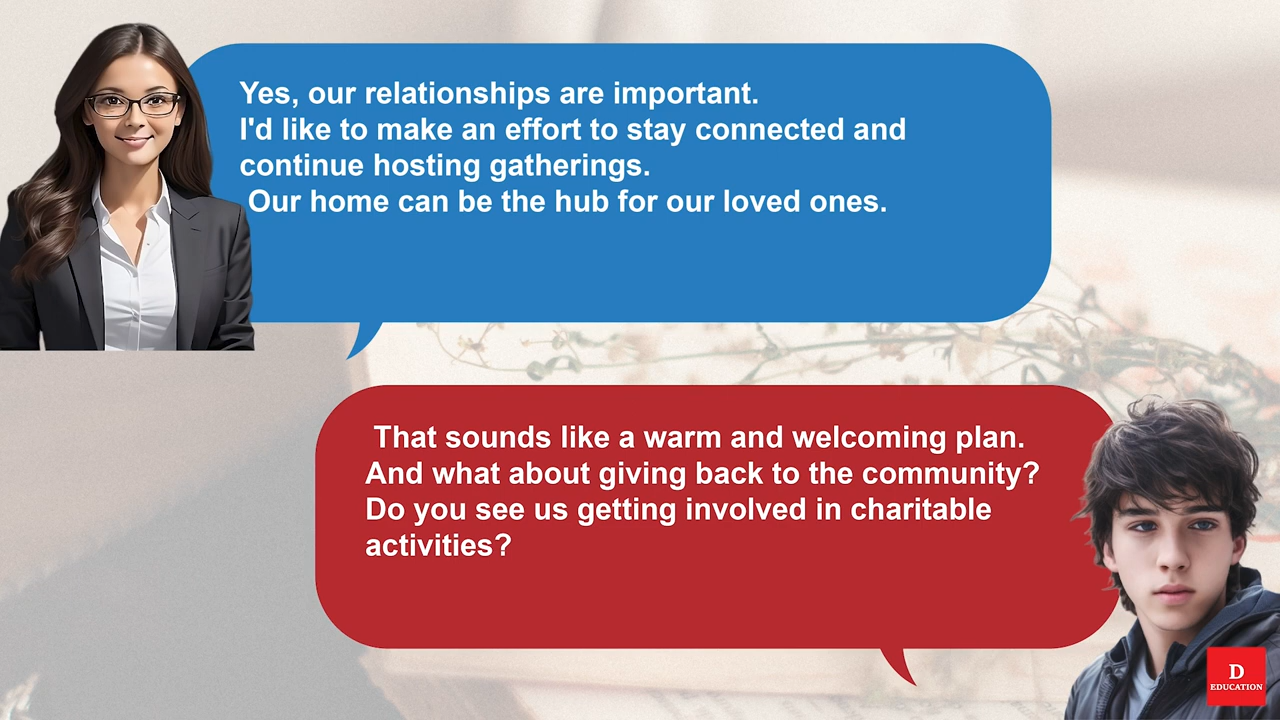 Yes, our relationships are important.
I'd like to make an effort to stay connected and
continue hosting gatherings.
Our home can be the hub for our loved ones.
That sounds like a warm and welcoming plan.
And what about giving back to the community?
Do you see us getting involved in charitable
activities?
D
EDUCATION